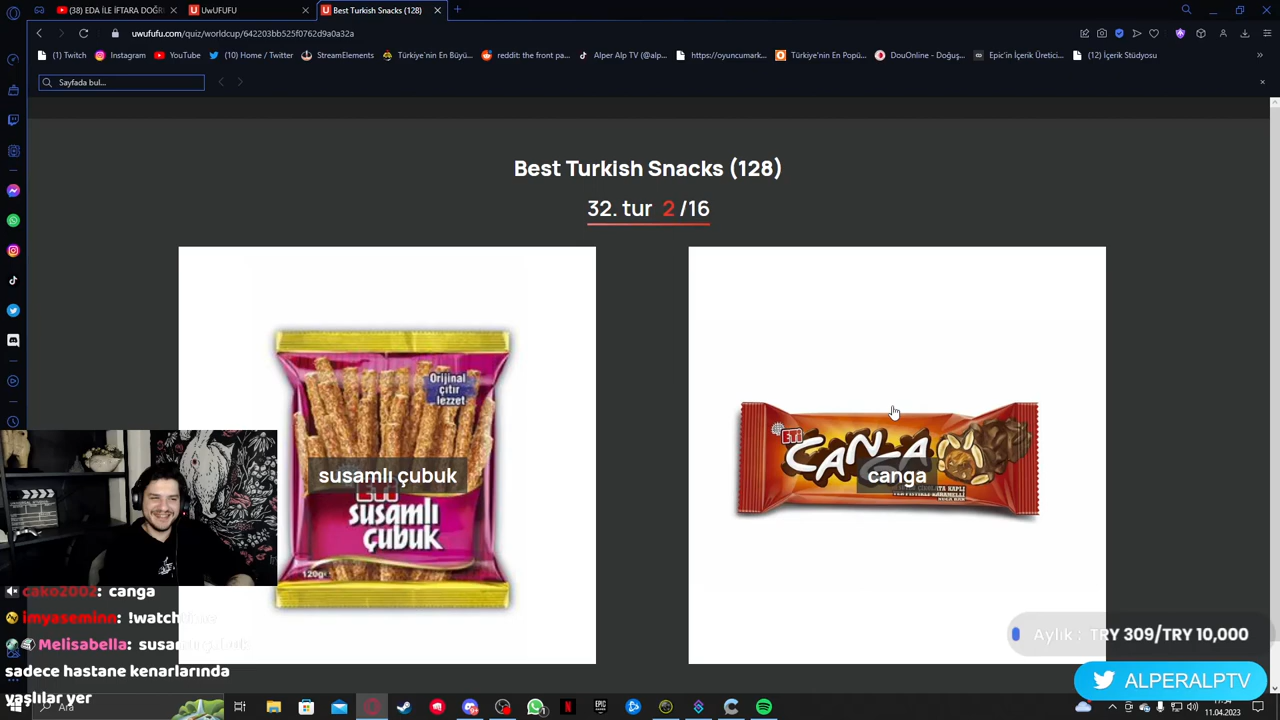 (38) EDA İLE İFTARA DOĞRU
UwUFUFU
Best Turkish Snacks (128)
uwufufu.com/quiz/worldcup/642203bb525f0762d9a0a32a
(1) Twitch
Instagram
YouTube
(10) Home / Twitter
StreamElements
Türkiye'nin En Büyü...
reddit: the front pa...
Alper Alp TV (@alp...
https://oyuncumark...
Türkiye'nin En Popü...
DouOnline - Doğuş...
Epic'in İçerik Üretici...
(12) İçerik Stüdyosu
Sayfada bul...
Best Turkish Snacks (128)
32. tur 2 /16
Orijinal
çıtır
lezzet
susamlı çubuk
ETİ
susamlı
çubuk
120g
ETİ
CANGA
canga
cako2002: canga
imyaseminn:
Melisabella:
sadece hastane kenarlarında
yaşlılar yer
Aylık : TRY 309/TRY 10,000
ALPERALPTV
Ara
11.04.2023